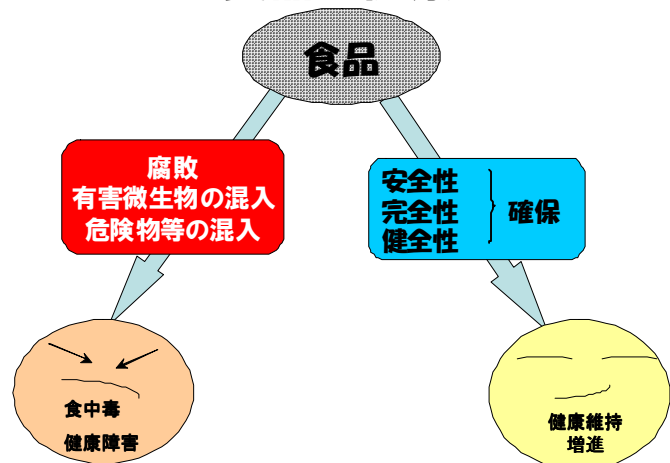 食品
腐敗
有害微生物の混入
危険物等の混入
安全性
完全性
健全性
確保
食中毒
健康障害
健康維持
増進